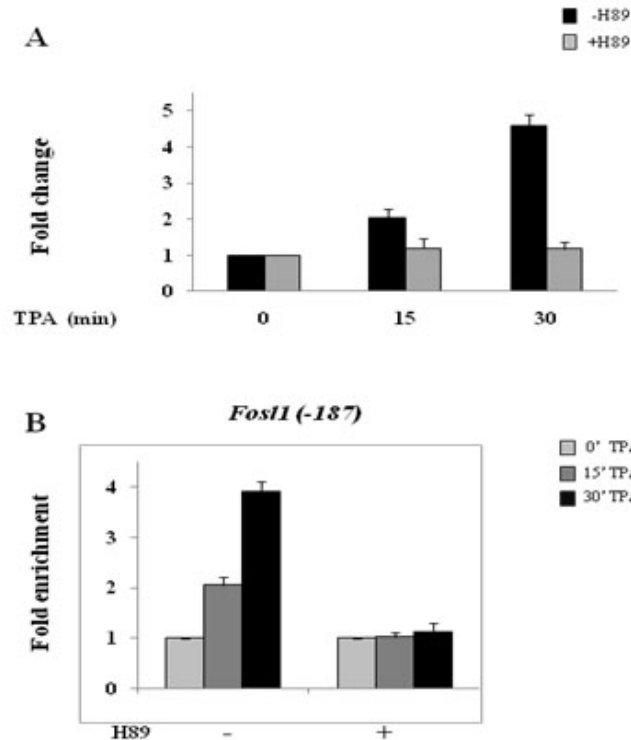 A
-H89
+H89
Fold change
5
4
3
2
1
0
TPA (min) 0 15 30
B
Fosl1 (-187)
0' TPA
15' TPA
30' TPA
Fold enrichment
4
3
2
1
0
H89 - +